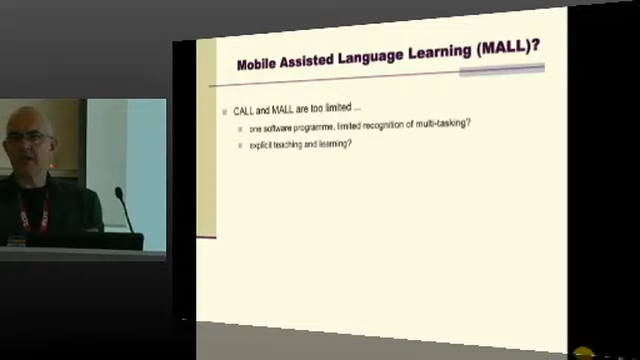 Mobile Assisted Language Learning (MALL)?
CALL and MALL are too limited ...
one software programme, limited recognition of multi-tasking?
explicit teaching and learning?